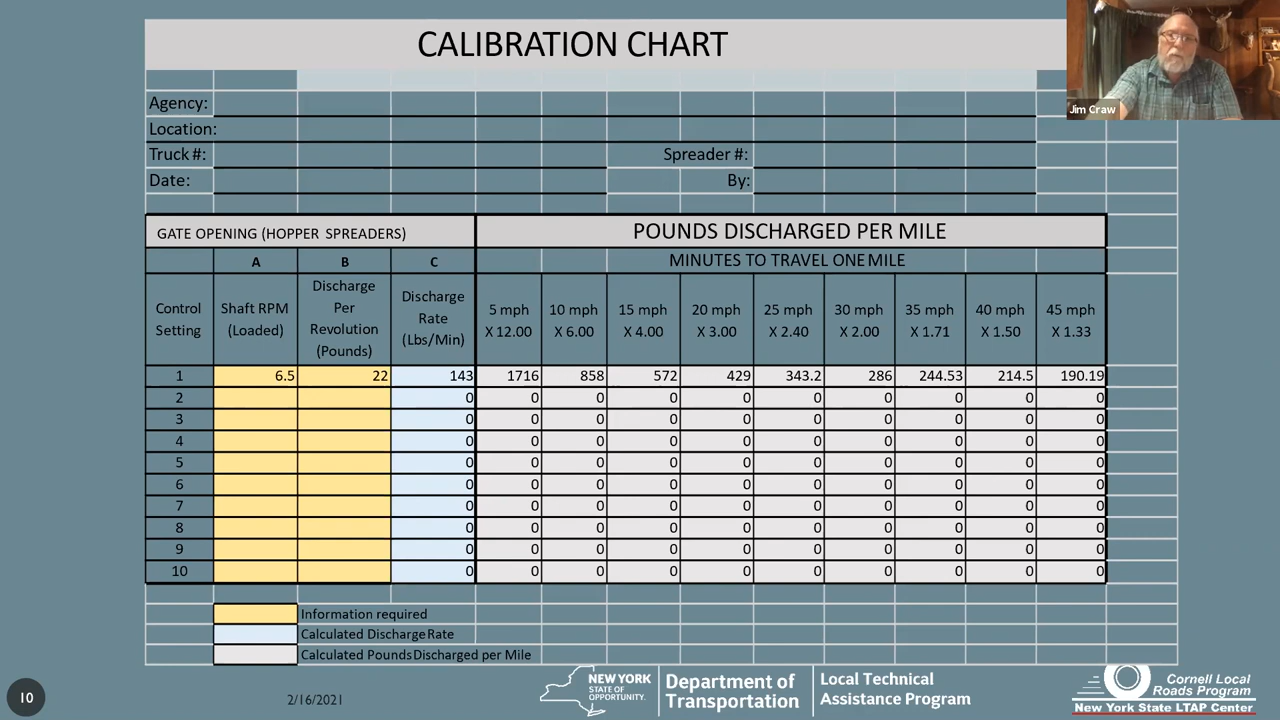 CALIBRATION CHART
Jim Craw
Agency:
Location:
Truck #: Spreader #:
Date: By:
GATE OPENING (HOPPER SPREADERS) POUNDS DISCHARGED PER MILE
A B C MINUTES TO TRAVEL ONE MILE
Control Setting Shaft RPM (Loaded) Discharge Per Revolution (Pounds) Discharge Rate (Lbs/Min) 5 mph X 12.00 10 mph X 6.00 15 mph X 4.00 20 mph X 3.00 25 mph X 2.40 30 mph X 2.00 35 mph X 1.71 40 mph X 1.50 45 mph X 1.33
1 6.5 22 143 1716 858 572 429 343.2 286 244.53 214.5 190.19
2 0 0 0 0 0 0 0 0 0 0
3 0 0 0 0 0 0 0 0 0 0
4 0 0 0 0 0 0 0 0 0 0
5 0 0 0 0 0 0 0 0 0 0
6 0 0 0 0 0 0 0 0 0 0
7 0 0 0 0 0 0 0 0 0 0
8 0 0 0 0 0 0 0 0 0 0
9 0 0 0 0 0 0 0 0 0 0
10 0 0 0 0 0 0 0 0 0 0
Information required
Calculated Discharge Rate
Calculated Pounds Discharged per Mile
10
2/16/2021
NEW YORK
STATE OF
OPPORTUNITY.
Department of
Transportation
Local Technical
Assistance Program
Cornell Local
Roads Program
New York State LTAP Center